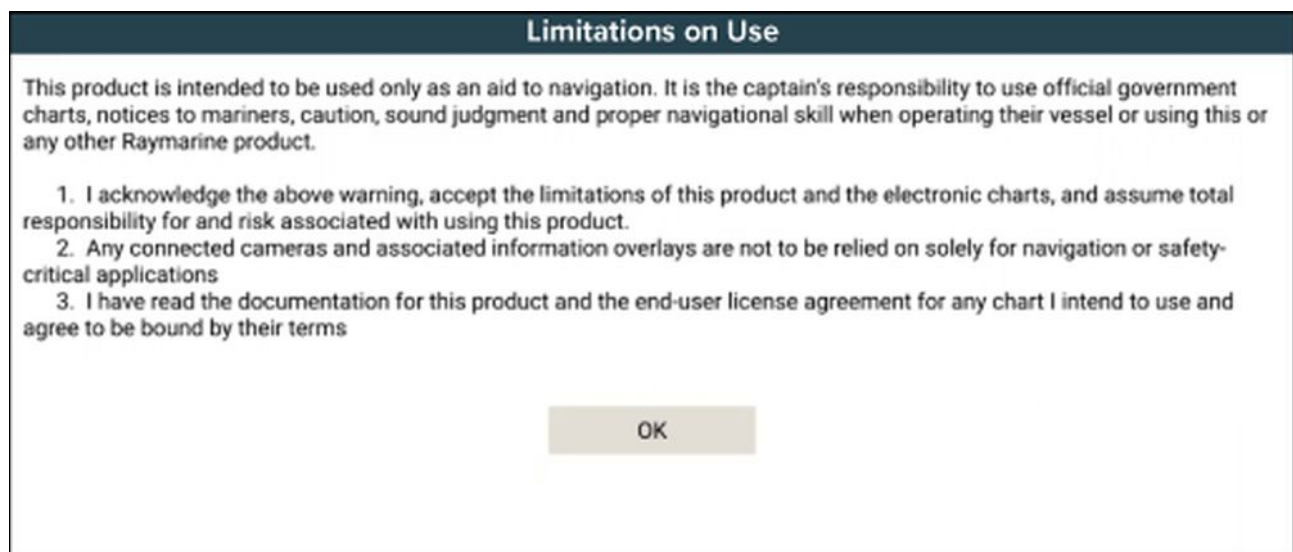 Limitations on Use
This product is intended to be used only as an aid to navigation. It is the captain's responsibility to use official government
charts, notices to mariners, caution, sound judgment and proper navigational skill when operating their vessel or using this or
any other Raymarine product.
1. I acknowledge the above warning, accept the limitations of this product and the electronic charts, and assume total
responsibility for and risk associated with using this product.
2. Any connected cameras and associated information overlays are not to be relied on solely for navigation or safety-
critical applications
3. I have read the documentation for this product and the end-user license agreement for any chart I intend to use and
agree to be bound by their terms
OK